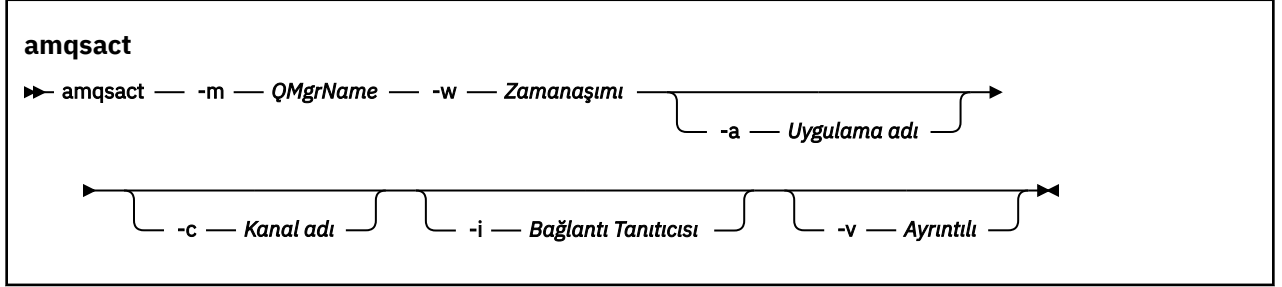 amqsact
amqsact -m QMgrName -w Zamanaşımı
-a Uygulama adı
-c Kanal adı -i Bağlantı Tanıtıcısı -v Ayrıntılı